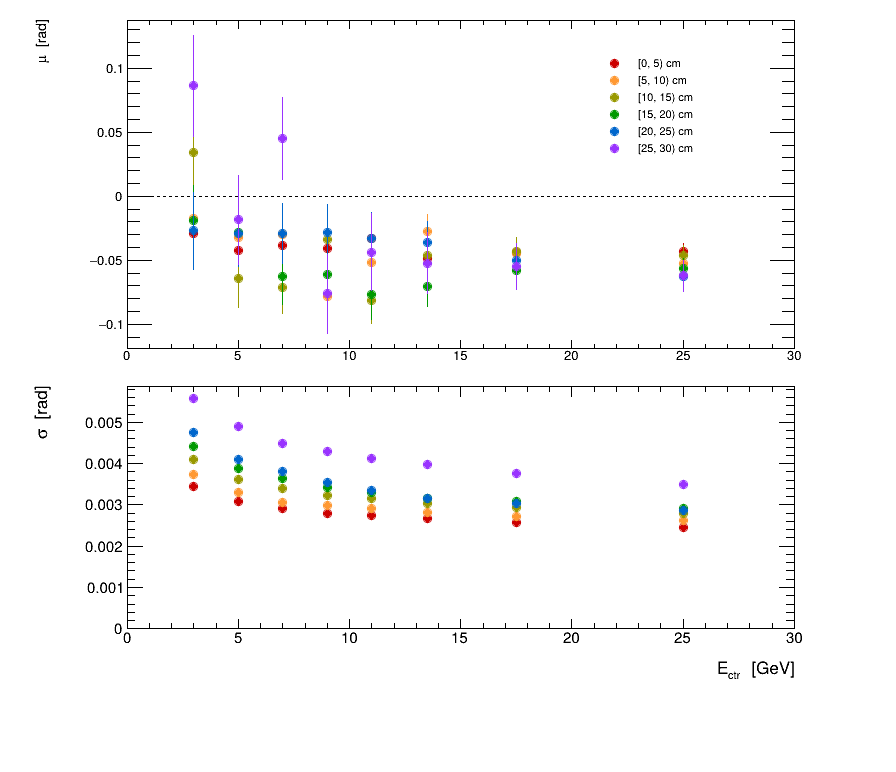 μ [rad]
0.1
0.05
0
−0.05
−0.1
[0, 5) cm
[5, 10) cm
[10, 15) cm
[15, 20) cm
[20, 25) cm
[25, 30) cm
0 5 10 15 20 25 30
σ [rad]
0.005
0.004
0.003
0.002
0.001
0
0 5 10 15 20 25 30
E_ctr [GeV]